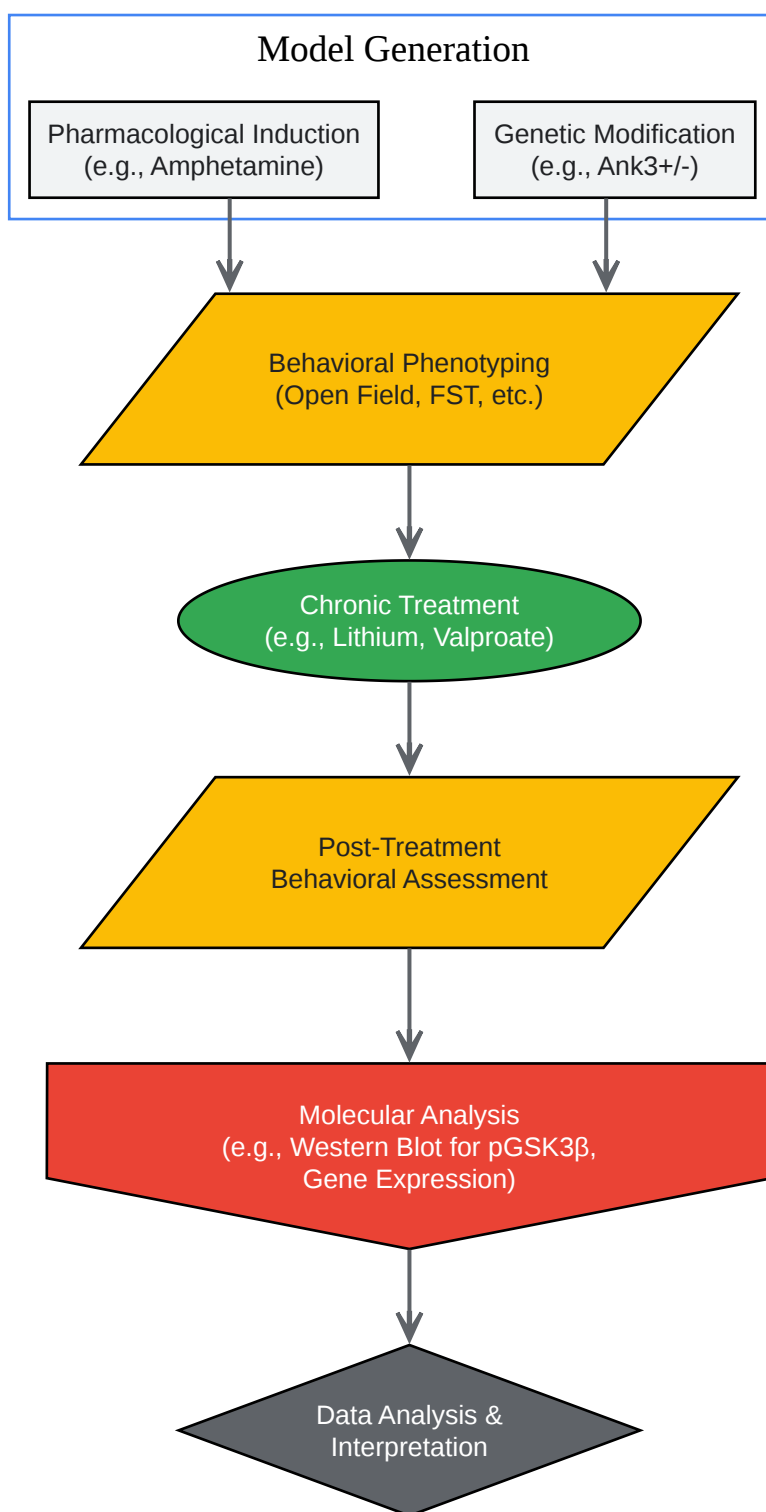 Model Generation
Pharmacological Induction
(e.g., Amphetamine)
Genetic Modification
(e.g., Ank3+/-)
Behavioral Phenotyping
(Open Field, FST, etc.)
Chronic Treatment
(e.g., Lithium, Valproate)
Post-Treatment
Behavioral Assessment
Molecular Analysis
(e.g., Western Blot for pGSK3β,
Gene Expression)
Data Analysis &
Interpretation